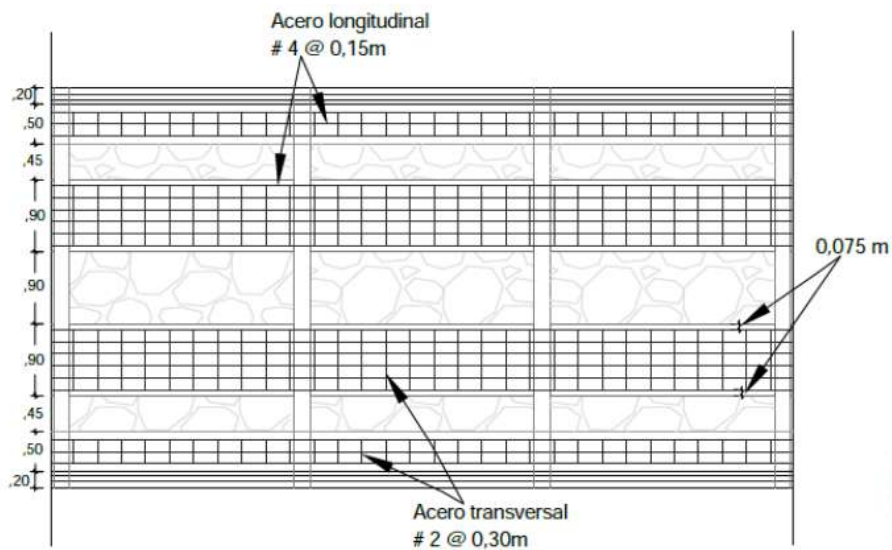 Acero longitudinal
# 4 @ 0,15m
,20
,50
,45
,90
,90
,90
,45
,50
,20
0,075 m
Acero transversal
# 2 @ 0,30m